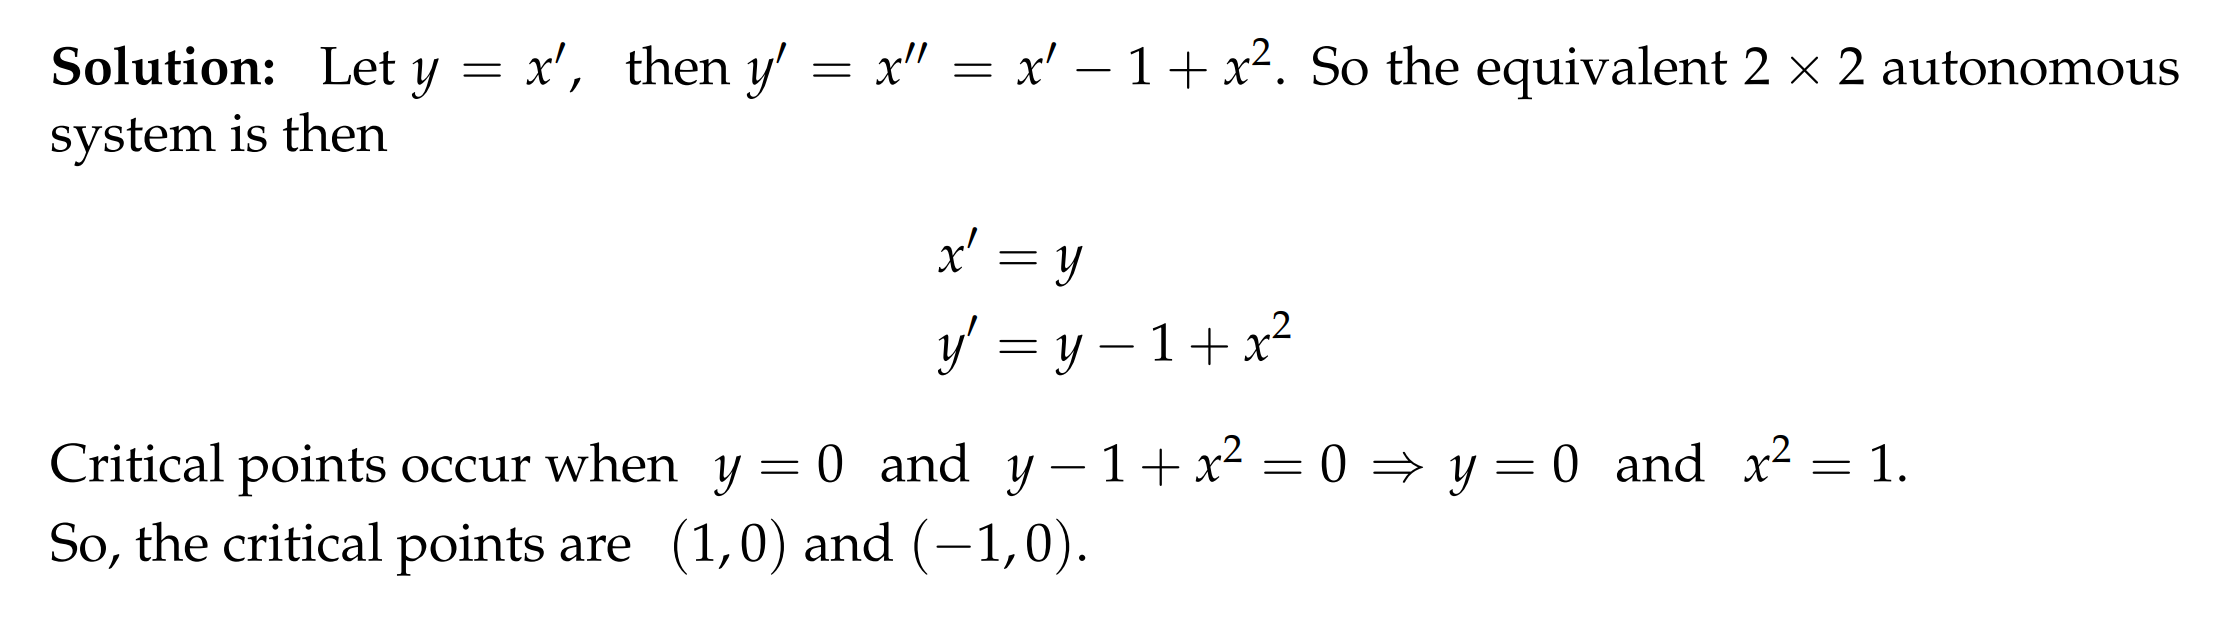 Solution: Let y = x′, then y′ = x′′ = x′ − 1 + x². So the equivalent 2 × 2 autonomous
system is then
x′ = y
y′ = y − 1 + x²
Critical points occur when y = 0 and y − 1 + x² = 0 ⇒ y = 0 and x² = 1.
So, the critical points are (1, 0) and (−1, 0).